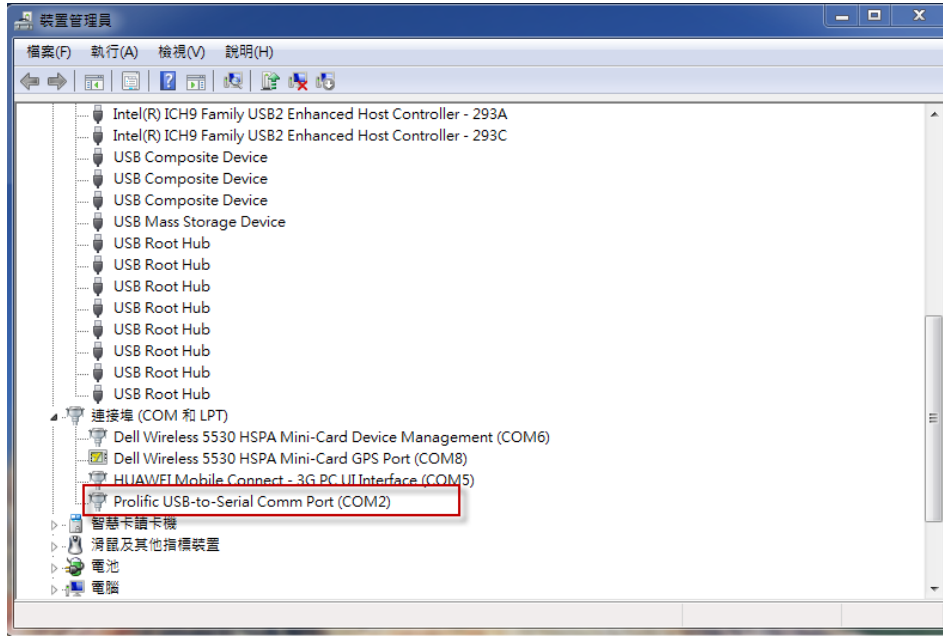 裝置管理員
檔案(F) 執行(A) 檢視(V) 說明(H)
Intel(R) ICH9 Family USB2 Enhanced Host Controller - 293A
Intel(R) ICH9 Family USB2 Enhanced Host Controller - 293C
USB Composite Device
USB Composite Device
USB Composite Device
USB Mass Storage Device
USB Root Hub
USB Root Hub
USB Root Hub
USB Root Hub
USB Root Hub
USB Root Hub
USB Root Hub
USB Root Hub
連接埠 (COM 和 LPT)
Dell Wireless 5530 HSPA Mini-Card Device Management (COM6)
Dell Wireless 5530 HSPA Mini-Card GPS Port (COM8)
HUAWEI Mobile Connect - 3G PC UI Interface (COM5)
Prolific USB-to-Serial Comm Port (COM2)
智慧卡讀卡機
滑鼠及其他指標裝置
電池
電腦